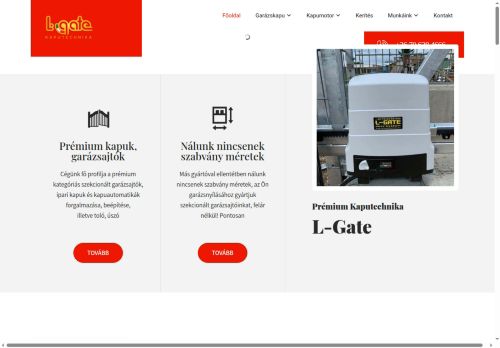 L-gate
KAPUTECHNIKA
Főoldal
Garázskapu
Kapumotor
Kerítés
Munkáink
Kontakt
Prémium kapuk,
garázsajtók
Cégünk fő profilja a prémium
kategóriás szekcionált garázsajtók,
ipari kapuk és kapuautomatikák
forgalmazása, beépítése,
illetve toló, úszó
TOVÁBB
Nálunk nincsenek
szabvány méretek
Más gyártóval ellentétben nálunk
nincsenek szabvány méretek, az Ön
garázsnyílásához gyártjuk
szekcionált garázsajtóinkat, felár
nélkül! Pontosan
TOVÁBB
L-GATE
Prémium Kaputechnika
L-Gate